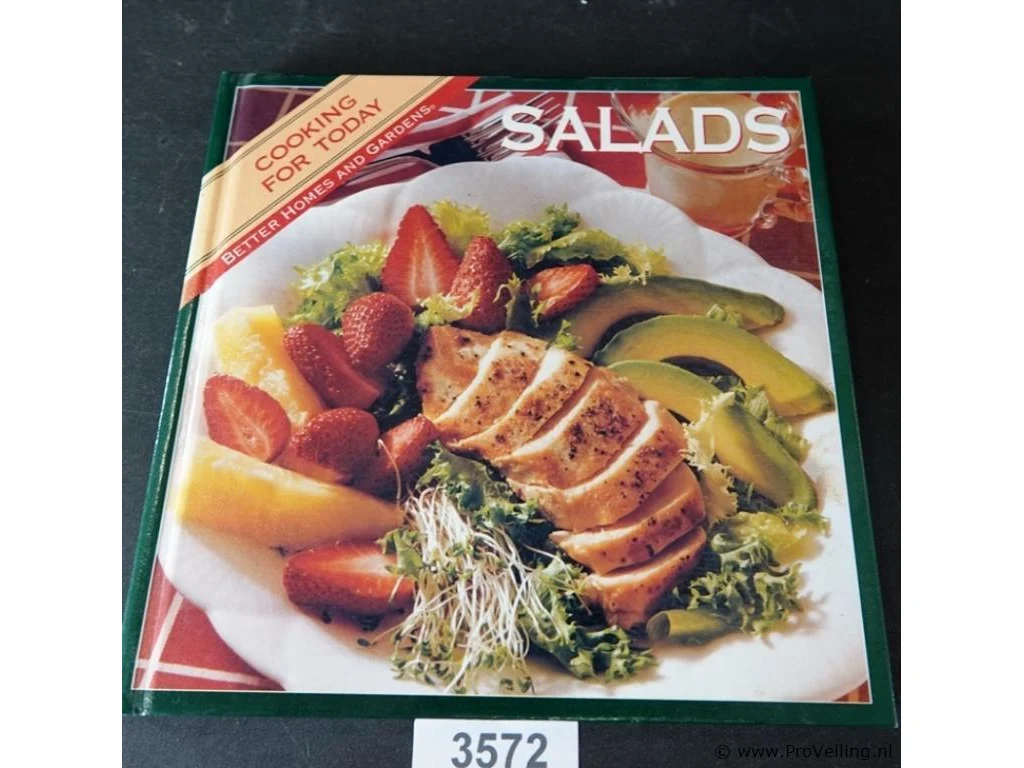 COOKING
FOR TODAY
BETTER HOMES AND GARDENS®
SALADS
3572
© www.ProVeiling.nl